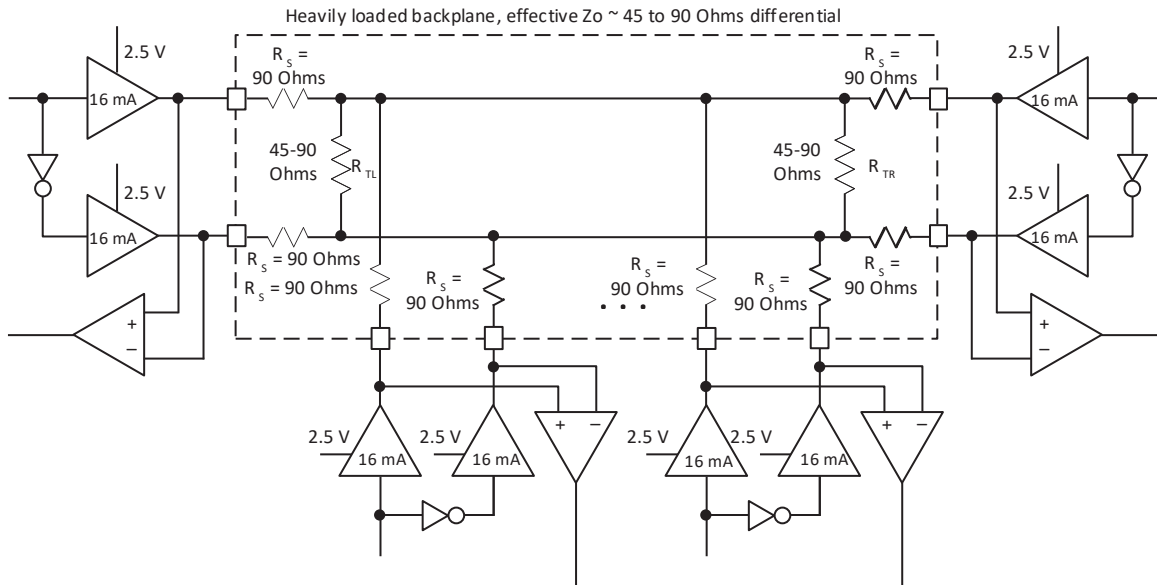 Heavily loaded backplane, effective Zo ~ 45 to 90 Ohms differential
2.5 V
16 mA
2.5 V
16 mA
+
−
R S =
90 Ohms
45-90
Ohms
R TL
R S = 90 Ohms
R S = 90 Ohms
R S =
90 Ohms
. . .
R S =
90 Ohms
R S =
90 Ohms
45-90
Ohms
R TR
R S =
90 Ohms
R S =
90 Ohms
2.5 V
16 mA
2.5 V
16 mA
+
−
2.5 V
16 mA
2.5 V
16 mA
+ −
2.5 V
16 mA
2.5 V
16 mA
+ −